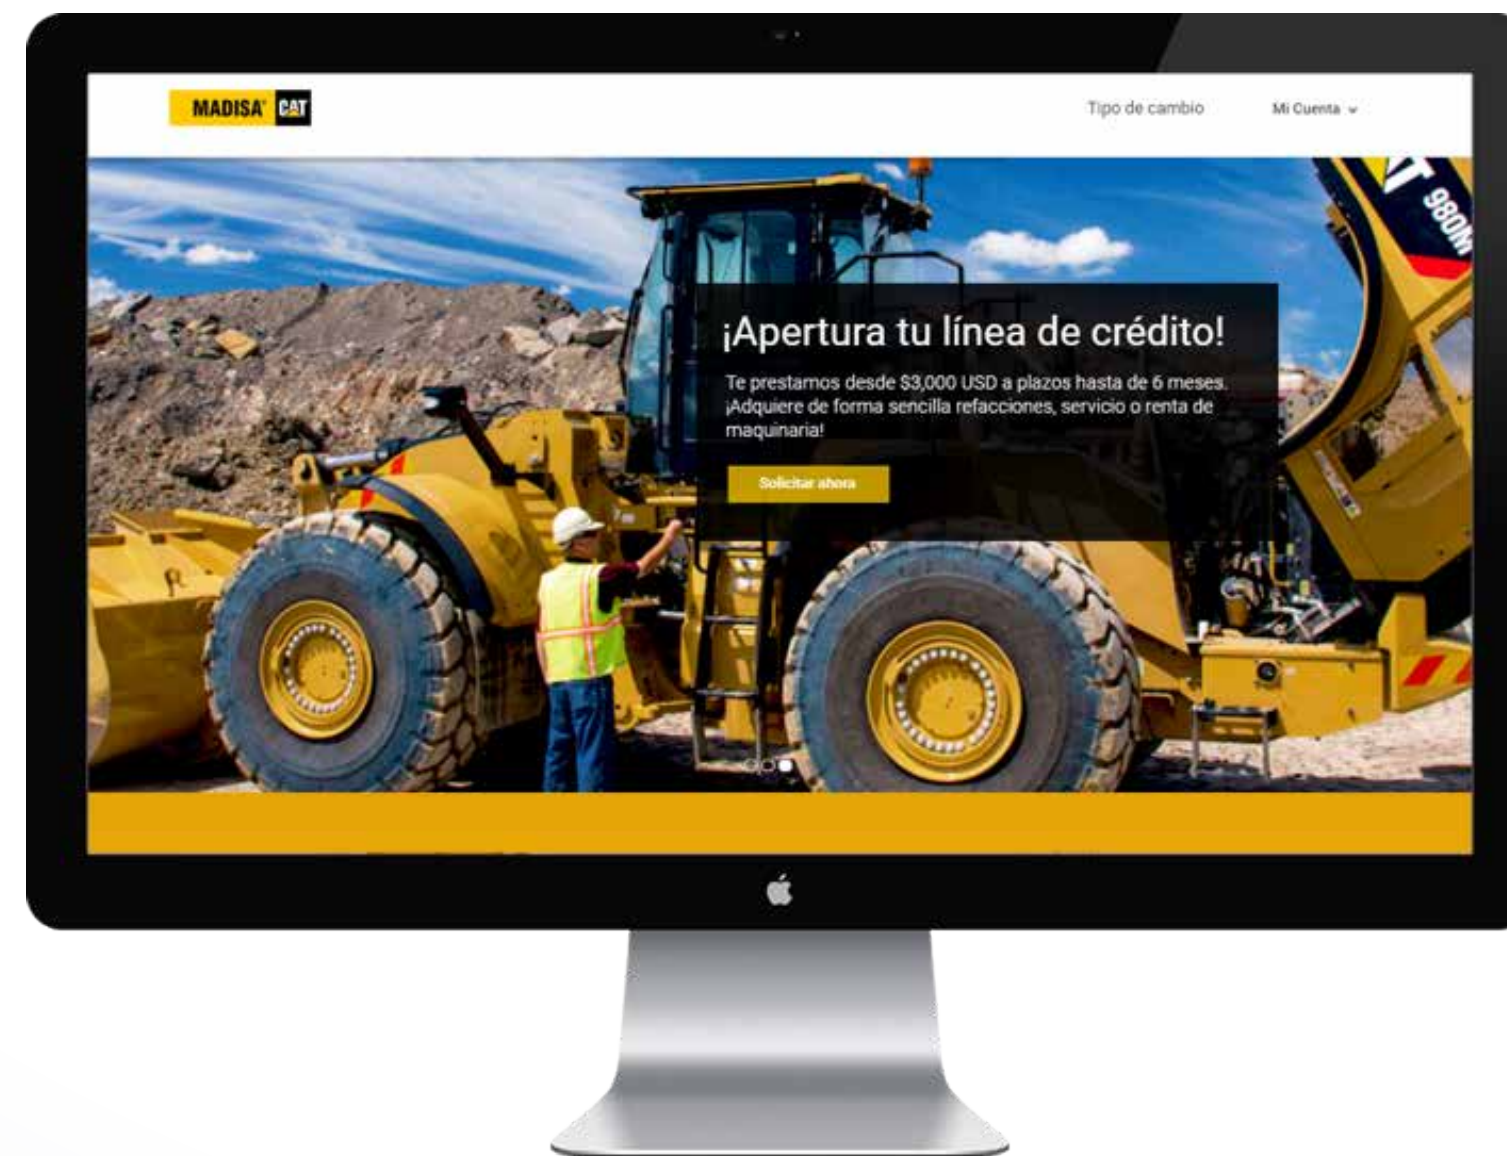 MADISA® CAT
Tipo de cambio
Mi Cuenta
AT 980M
¡Apertura tu línea de crédito!
Te prestamos desde $3,000 USD a plazos hasta de 6 meses.
¡Adquiere de forma sencilla refacciones, servicio o renta de
maquinaria!
Solicitar ahora